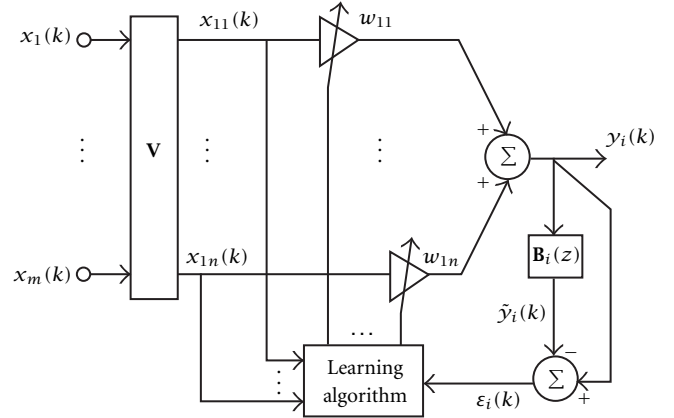 x₁(k)
x₁₁(k)
w₁₁
⋮
V
⋮
⋮
+
Σ
+
yᵢ(k)
xₘ(k)
x₁ₙ(k)
w₁ₙ
Bᵢ(z)
ỹᵢ(k)
...
Learning
algorithm
⋮
εᵢ(k)
−
Σ
+